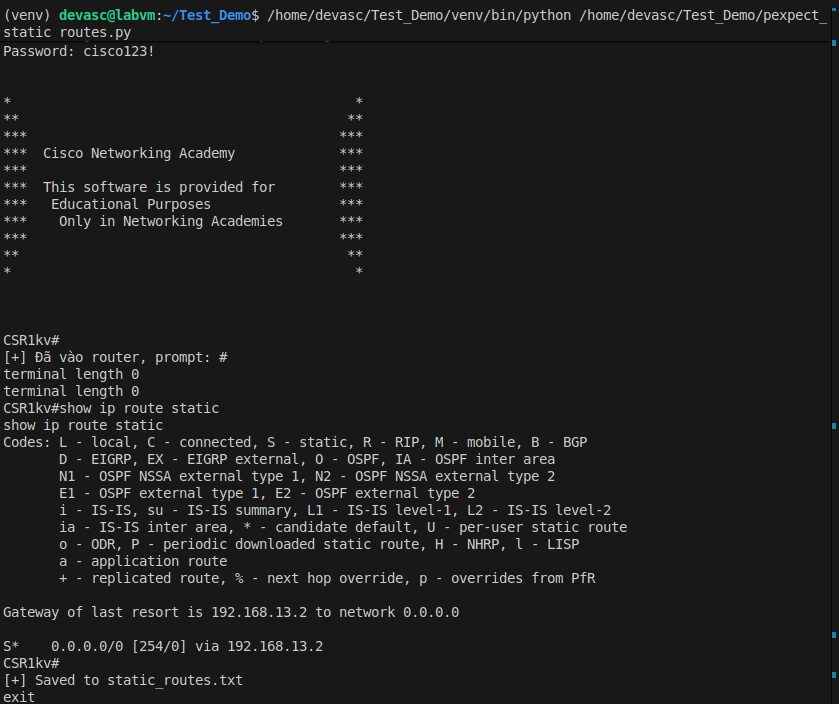 (venv) devasc@labvm:~/Test_Demo$ /home/devasc/Test_Demo/venv/bin/python /home/devasc/Test_Demo/pexpect_
static routes.py
Password: cisco123!
*                                           *
**                                         **
***                                       ***
***  Cisco Networking Academy             ***
***                                       ***
***  This software is provided for        ***
***   Educational Purposes                ***
***    Only in Networking Academies       ***
***                                       ***
**                                         **
*                                           *
CSR1kv#
[+] Đã vào router, prompt: #
terminal length 0
terminal length 0
CSR1kv#show ip route static
show ip route static
Codes: L - local, C - connected, S - static, R - RIP, M - mobile, B - BGP
       D - EIGRP, EX - EIGRP external, O - OSPF, IA - OSPF inter area
       N1 - OSPF NSSA external type 1, N2 - OSPF NSSA external type 2
       E1 - OSPF external type 1, E2 - OSPF external type 2
       i - IS-IS, su - IS-IS summary, L1 - IS-IS level-1, L2 - IS-IS level-2
       ia - IS-IS inter area, * - candidate default, U - per-user static route
       o - ODR, P - periodic downloaded static route, H - NHRP, l - LISP
       a - application route
       + - replicated route, % - next hop override, p - overrides from PfR
Gateway of last resort is 192.168.13.2 to network 0.0.0.0
S*    0.0.0.0/0 [254/0] via 192.168.13.2
CSR1kv#
[+] Saved to static_routes.txt
exit